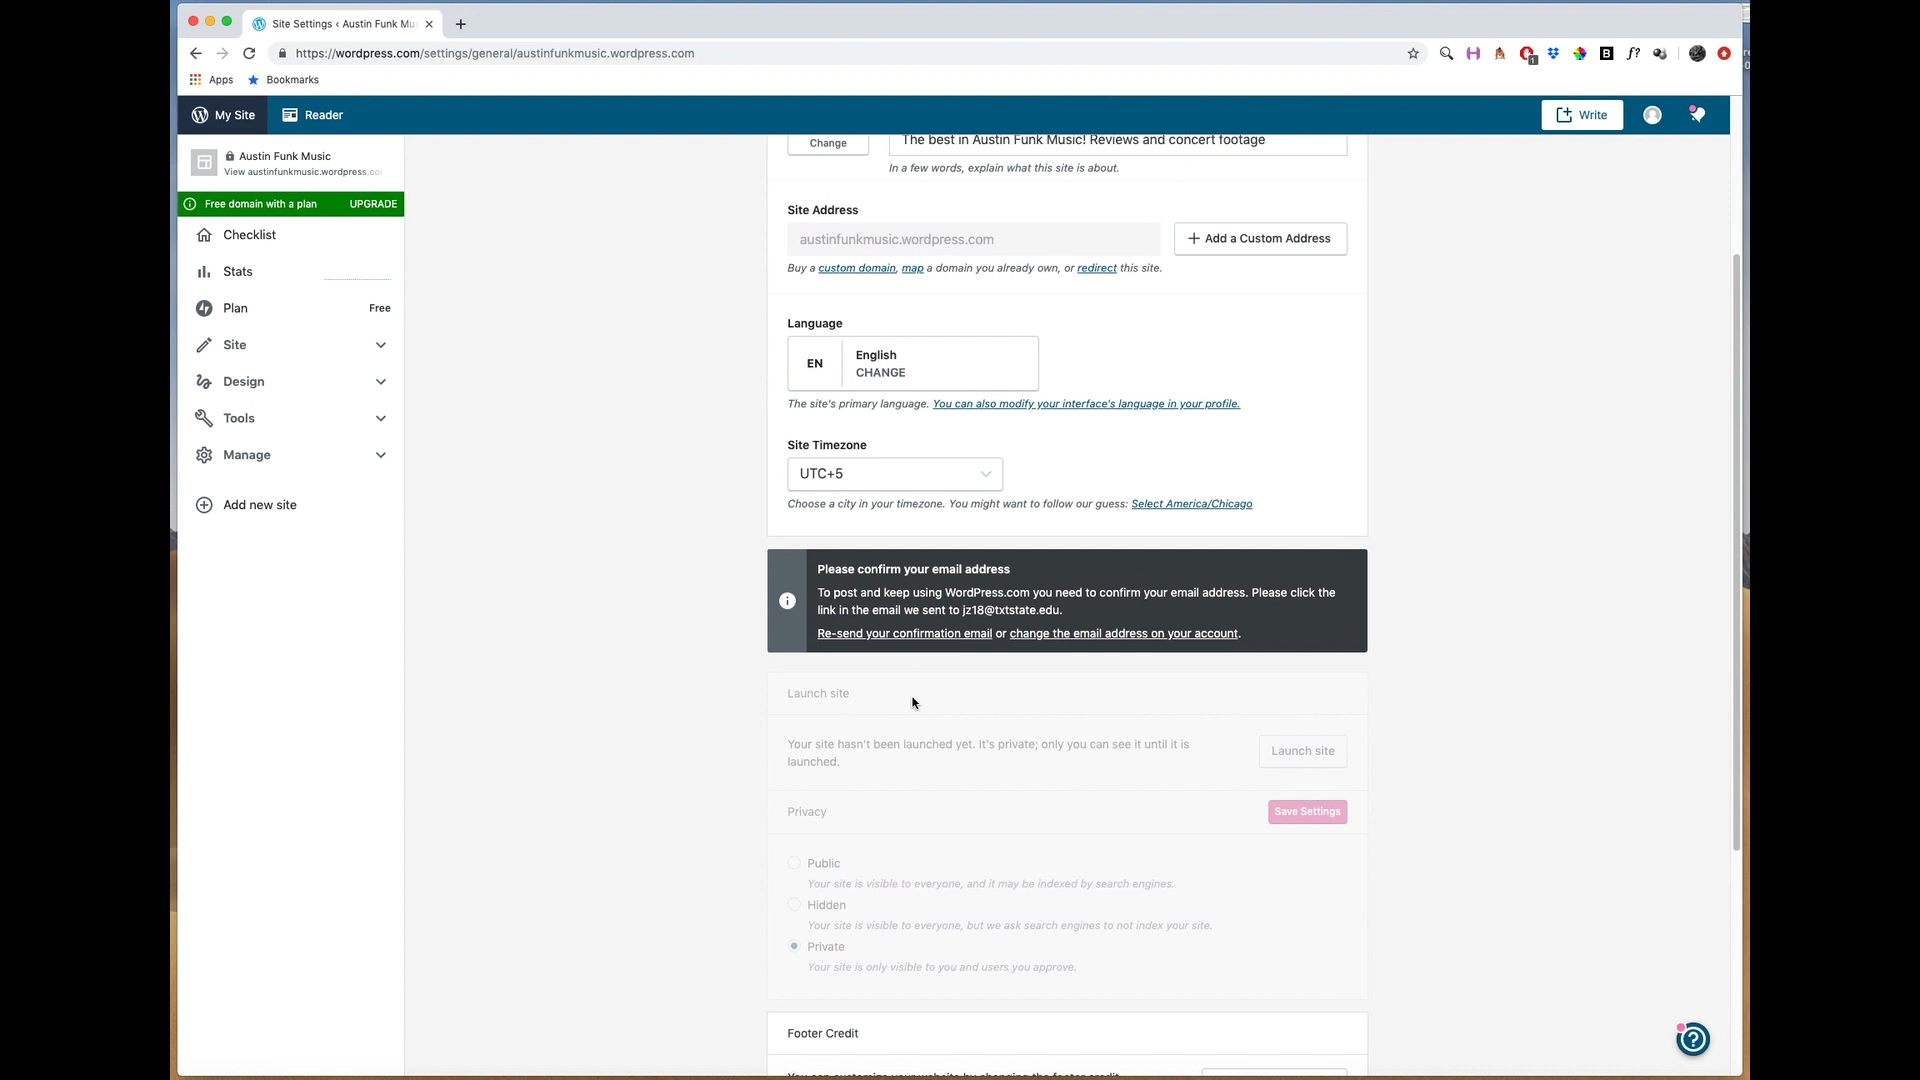 Site Settings ‹ Austin Funk Mu
https://wordpress.com/settings/general/austinfunkmusic.wordpress.com
Apps
Bookmarks
My Site
Reader
Write
Austin Funk Music
View austinfunkmusic.wordpress.co
Free domain with a plan
UPGRADE
Checklist
Stats
Plan
Free
Site
Design
Tools
Manage
Add new site
Change
The best in Austin Funk Music! Reviews and concert footage
In a few words, explain what this site is about.
Site Address
austinfunkmusic.wordpress.com
Add a Custom Address
Buy a custom domain, map a domain you already own, or redirect this site.
Language
EN
English
CHANGE
The site's primary language. You can also modify your interface's language in your profile.
Site Timezone
UTC+5
Choose a city in your timezone. You might want to follow our guess: Select America/Chicago
Please confirm your email address
To post and keep using WordPress.com you need to confirm your email address. Please click the
link in the email we sent to jz18@txtstate.edu.
Re-send your confirmation email or change the email address on your account.
Launch site
Your site hasn't been launched yet. It's private; only you can see it until it is
launched.
Launch site
Privacy
Save Settings
Public
Your site is visible to everyone, and it may be indexed by search engines.
Hidden
Your site is visible to everyone, but we ask search engines to not index your site.
Private
Your site is only visible to you and users you approve.
Footer Credit
You can customize your website by changing the footer credit